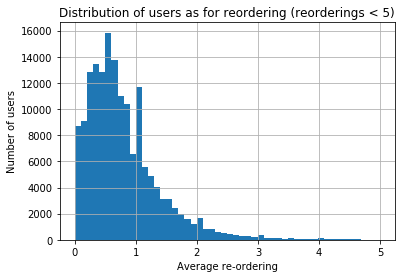 Distribution of users as for reordering (reorderings < 5)
Number of users
16000
14000
12000
10000
8000
6000
4000
2000
0
0 1 2 3 4 5
Average re-ordering